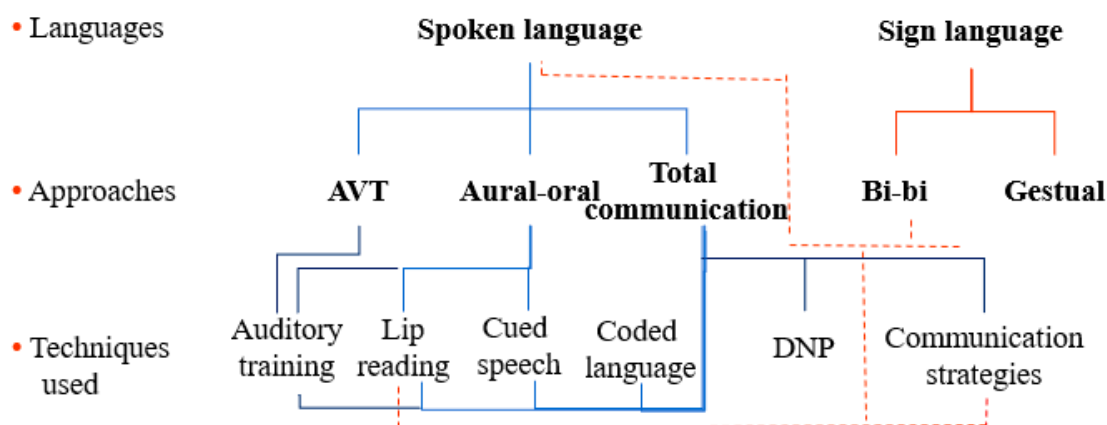 • Languages
Spoken language
Sign language
• Approaches
AVT
Aural-oral
Total
communication
Bi-bi
Gestual
• Techniques
used
Auditory
training
Lip
reading
Cued
speech
Coded
language
DNP
Communication
strategies